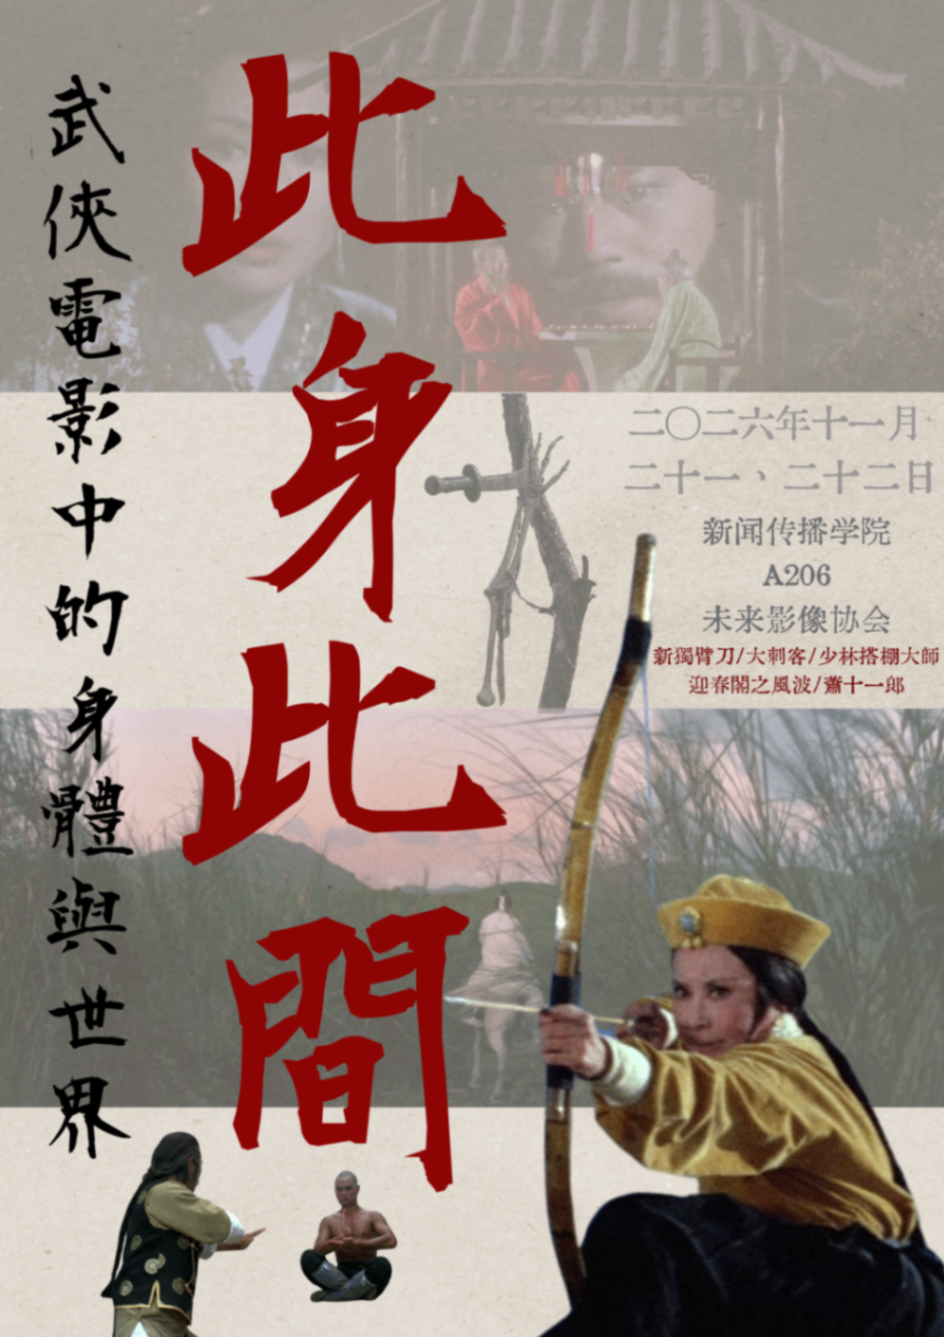 武俠電影中的身體與世界
此身此間
二〇二六年十一月
二十一、二十二日
新闻传播学院
A206
未来影像协会
新獨臂刀/大刺客/少林搭棚大師
迎春閣之風波/蕭十一郎